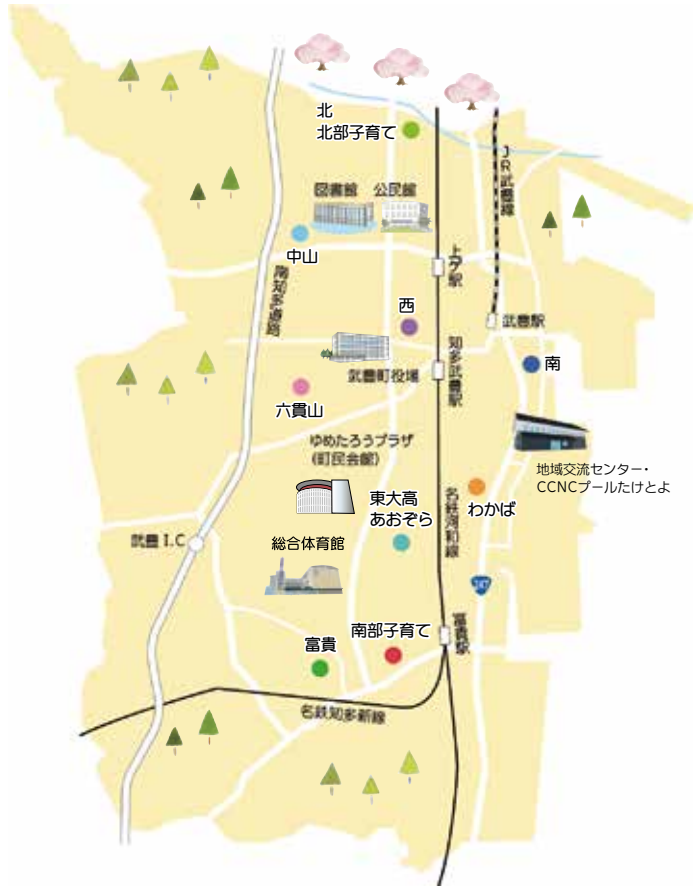 北
北部子育て
JR武豊線
図書館
公民館
中山
上ゲ駅
南知多道路
西
武豊駅
武豊町役場
知多武豊駅
南
六貫山
ゆめたろうプラザ
(町民会館)
地域交流センター・
CCNCプールたけとよ
東大高
あおぞら
名鉄河和線
わかば
武豊I.C
総合体育館
247
富貴駅
南部子育て
富貴
名鉄知多新線